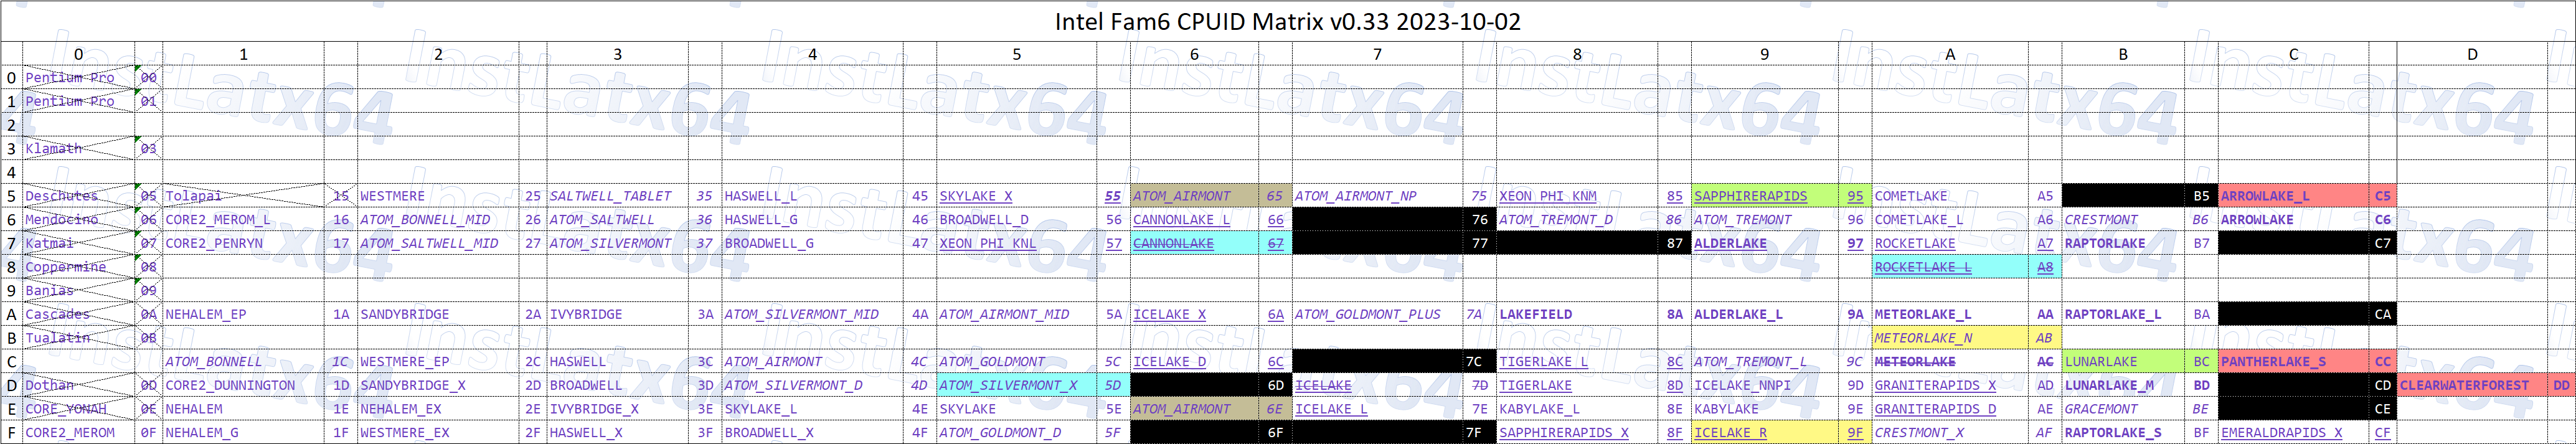 Intel Fam6 CPUID Matrix v0.33 2023-10-02
0 1 2 3 4 5 6 7 8 9 A B C D
0 Pentium Pro 00
1 Pentium Pro 01
2
3 Klamath 03
4
5 Deschutes 05 Tolapai 15 WESTMERE 25 SALTWELL_TABLET 35 HASWELL_L 45 SKYLAKE_X 55 ATOM_AIRMONT 65 ATOM_AIRMONT_NP 75 XEON PHI KNM 85 SAPPHIRERAPIDS 95 COMETLAKE A5 B5 ARROWLAKE_L C5
6 Mendocino 06 CORE2_MEROM_L 16 ATOM_BONNELL_MID 26 ATOM_SALTWELL 36 HASWELL_G 46 BROADWELL_D 56 CANNONLAKE_L 66 76 ATOM_TREMONT_D 86 ATOM_TREMONT 96 COMETLAKE_L A6 CRESTMONT B6 ARROWLAKE C6
7 Katmai 07 CORE2_PENRYN 17 ATOM_SALTWELL_MID 27 ATOM_SILVERMONT 37 BROADWELL_G 47 XEON PHI KNL 57 CANNONLAKE 67 77 87 ALDERLAKE 97 ROCKETLAKE A7 RAPTORLAKE B7 C7
8 Coppermine 08 ROCKETLAKE_L A8
9 Banias 09
A Cascades 0A NEHALEM_EP 1A SANDYBRIDGE 2A IVYBRIDGE 3A ATOM_SILVERMONT_MID 4A ATOM_AIRMONT_MID 5A ICELAKE_X 6A ATOM_GOLDMONT_PLUS 7A LAKEFIELD 8A ALDERLAKE_L 9A METEORLAKE_L AA RAPTORLAKE_L BA CA
B Tualatin 0B METEORLAKE_N AB
C ATOM_BONNELL 1C WESTMERE_EP 2C HASWELL 3C ATOM_AIRMONT 4C ATOM_GOLDMONT 5C ICELAKE_D 6C 7C TIGERLAKE_L 8C ATOM_TREMONT_L 9C METEORLAKE AC LUNARLAKE BC PANTHERLAKE_S CC
D Dothan 0D CORE2_DUNNINGTON 1D SANDYBRIDGE_X 2D BROADWELL 3D ATOM_SILVERMONT_D 4D ATOM_SILVERMONT_X 5D 6D ICELAKE 7D TIGERLAKE 8D ICELAKE_NNPI 9D GRANITERAPIDS_X AD LUNARLAKE_M BD CD CLEARWATERFOREST DD
E CORE_YONAH 0E NEHALEM 1E NEHALEM_EX 2E IVYBRIDGE_X 3E SKYLAKE_L 4E SKYLAKE 5E ATOM_AIRMONT 6E ICELAKE_L 7E KABYLAKE_L 8E KABYLAKE 9E GRANITERAPIDS_D AE GRACEMONT BE CE
F CORE2_MEROM 0F NEHALEM_G 1F WESTMERE_EX 2F HASWELL_X 3F BROADWELL_X 4F ATOM_GOLDMONT_D 5F 6F 7F SAPPHIRERAPIDS_X 8F ICELAKE_R 9F CRESTMONT_X AF RAPTORLAKE_S BF EMERALDRAPIDS_X CF
InstLatx64